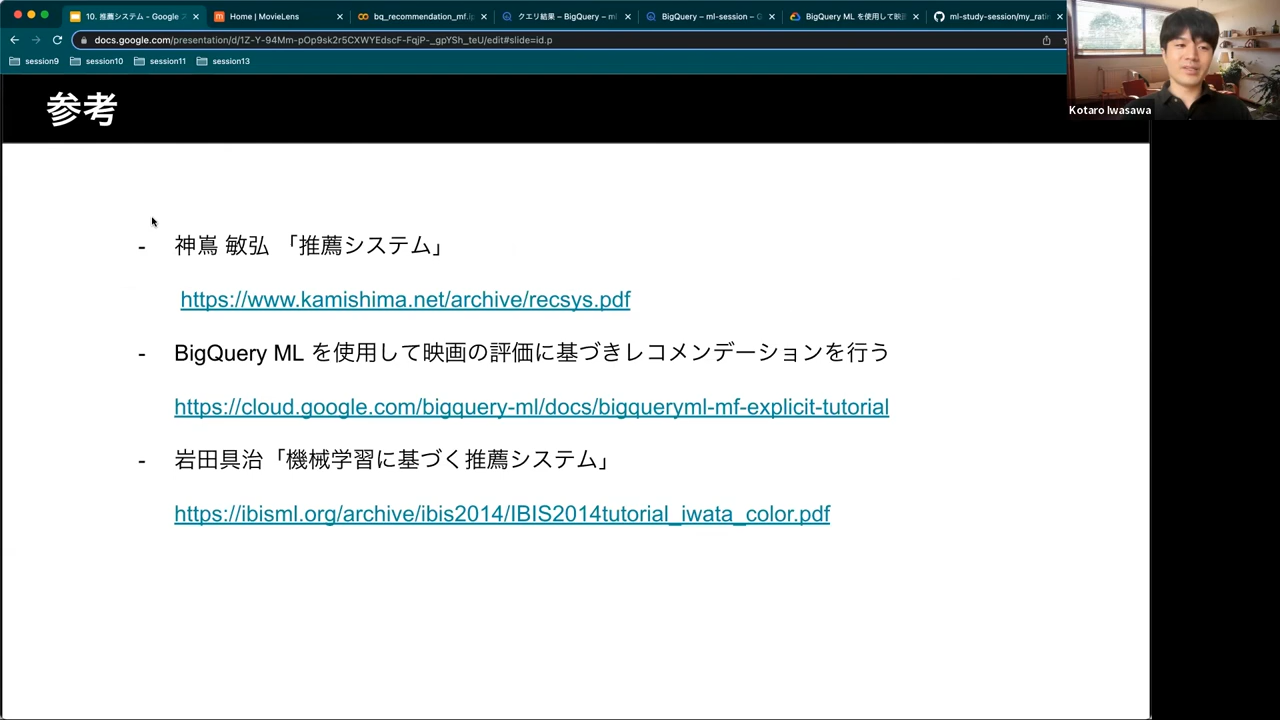 10. 推薦システム - Google ス
Home | MovieLens
bq_recommendation_mf.ip
クエリ結果 – BigQuery – ml
BigQuery – ml-session – G
BigQuery ML を使用して映画
ml-study-session/my_ratin
docs.google.com/presentation/d/1Z-Y-94Mm-pOp9sk2r5CXWYEdscF-FqjP-_gpYSh_teU/edit#slide=id.p
session9
session10
session11
session13
Kotaro Iwasawa
参考
- 神嶌 敏弘 「推薦システム」
https://www.kamishima.net/archive/recsys.pdf
- BigQuery ML を使用して映画の評価に基づきレコメンデーションを行う
https://cloud.google.com/bigquery-ml/docs/bigqueryml-mf-explicit-tutorial
- 岩田具治「機械学習に基づく推薦システム」
https://ibisml.org/archive/ibis2014/IBIS2014tutorial_iwata_color.pdf